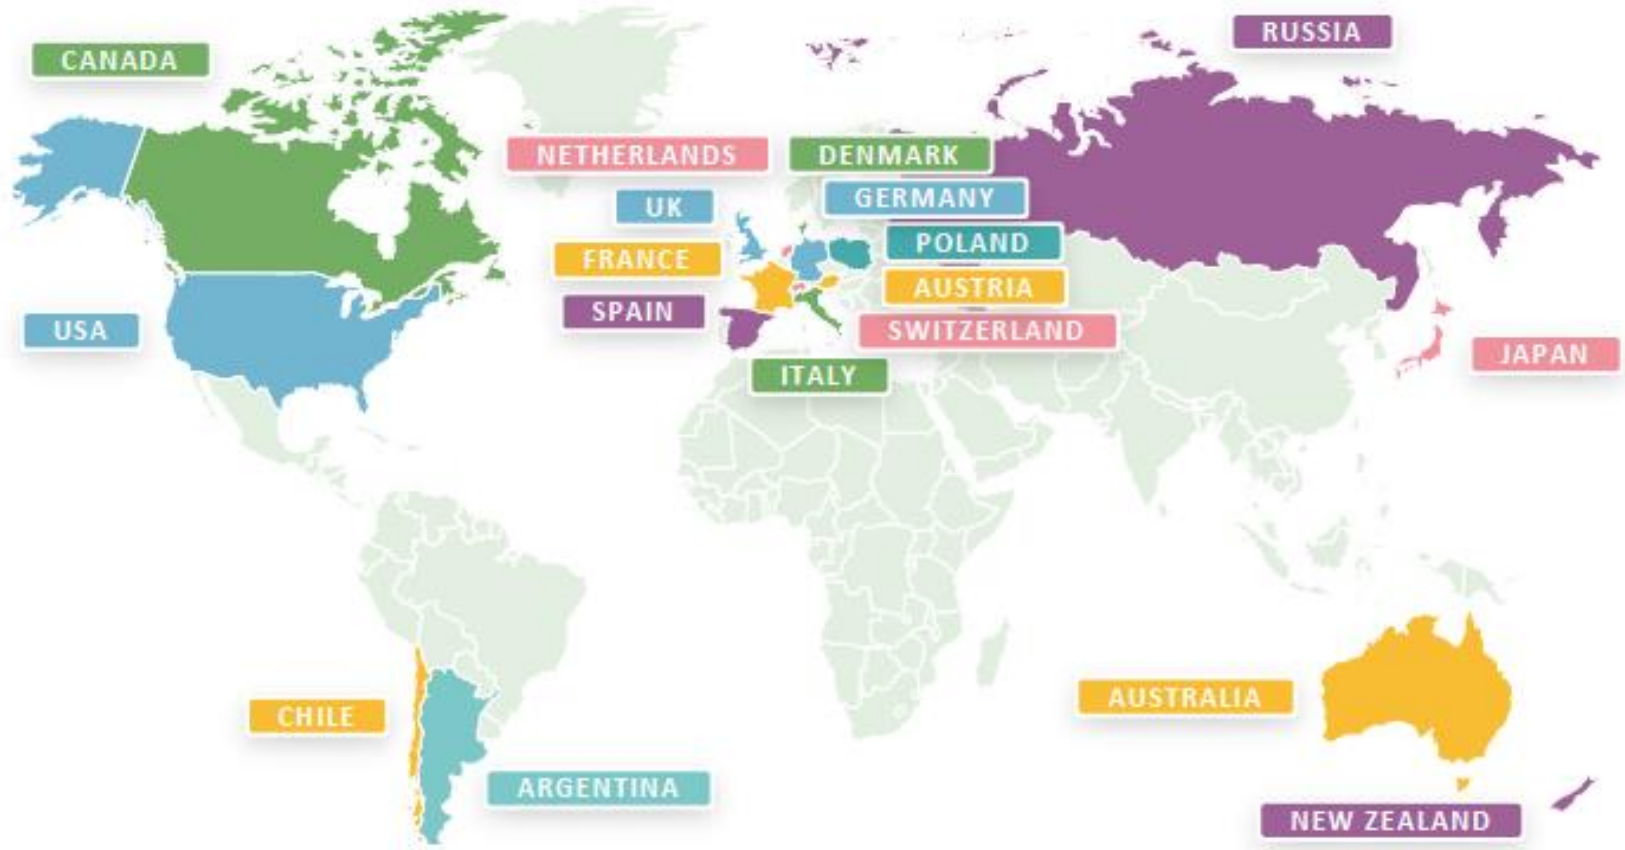 RUSSIA
CANADA
NETHERLANDS
DENMARK
GERMANY
UK
POLAND
FRANCE
AUSTRIA
SPAIN
SWITZERLAND
USA
JAPAN
ITALY
AUSTRALIA
CHILE
ARGENTINA
NEW ZEALAND